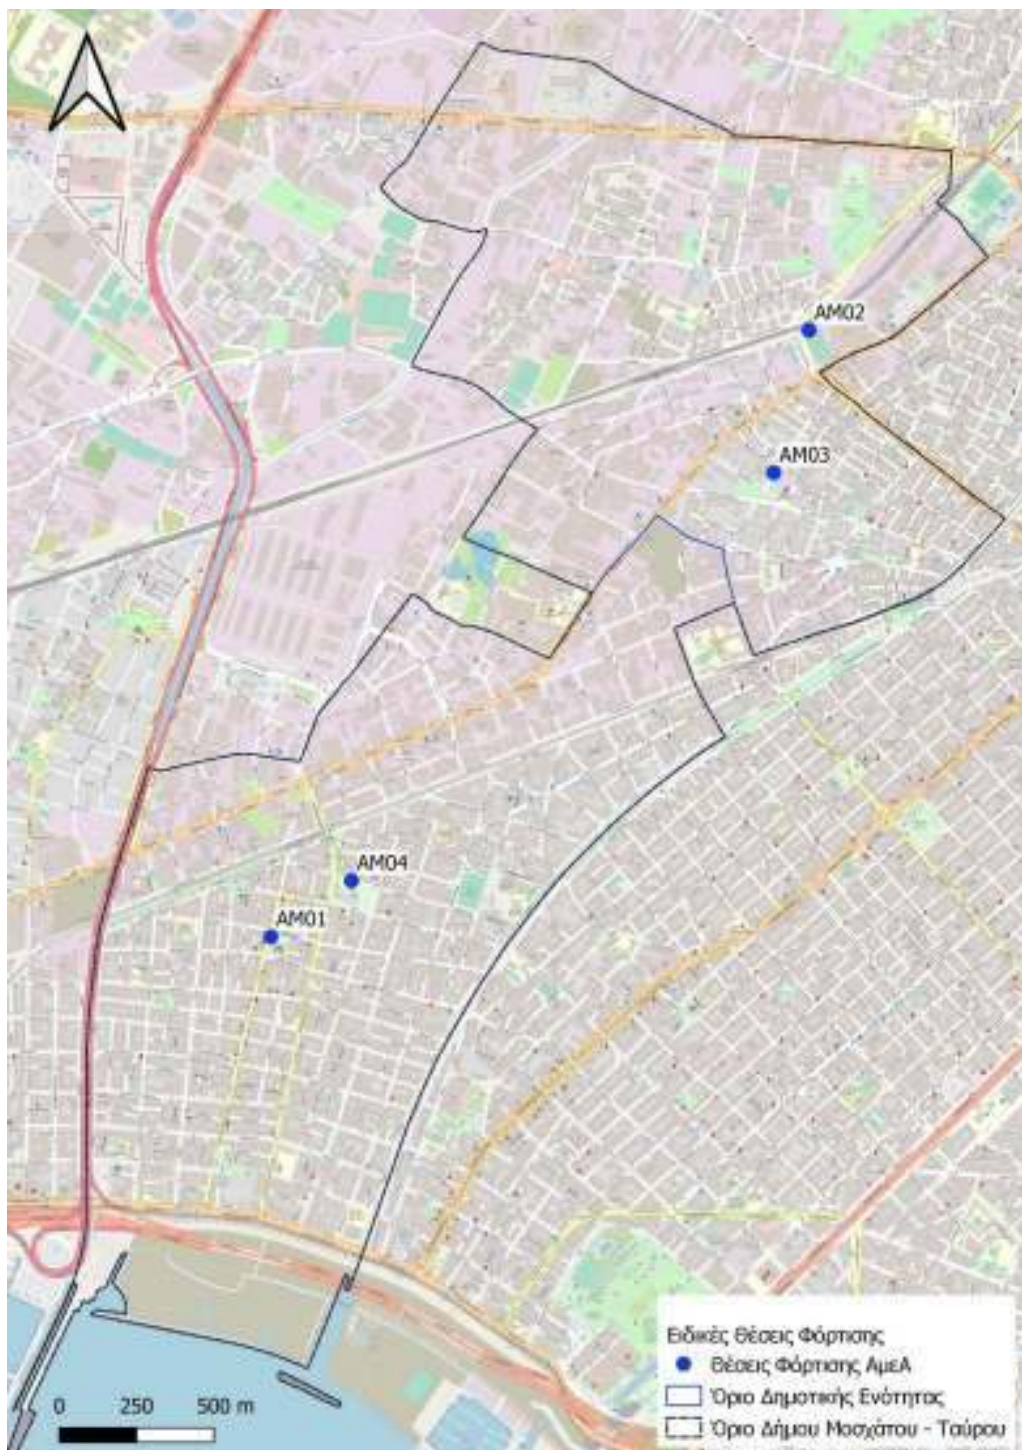 AM02
AM03
AM04
AM01
Ειδικές Θέσεις Φόρτισης
Θέσεις Φόρτισης ΑμεΑ
Όριο Δημοτικής Ενότητας
Όριο Δήμου Μοσχάτου - Ταύρου
0 250 500 m